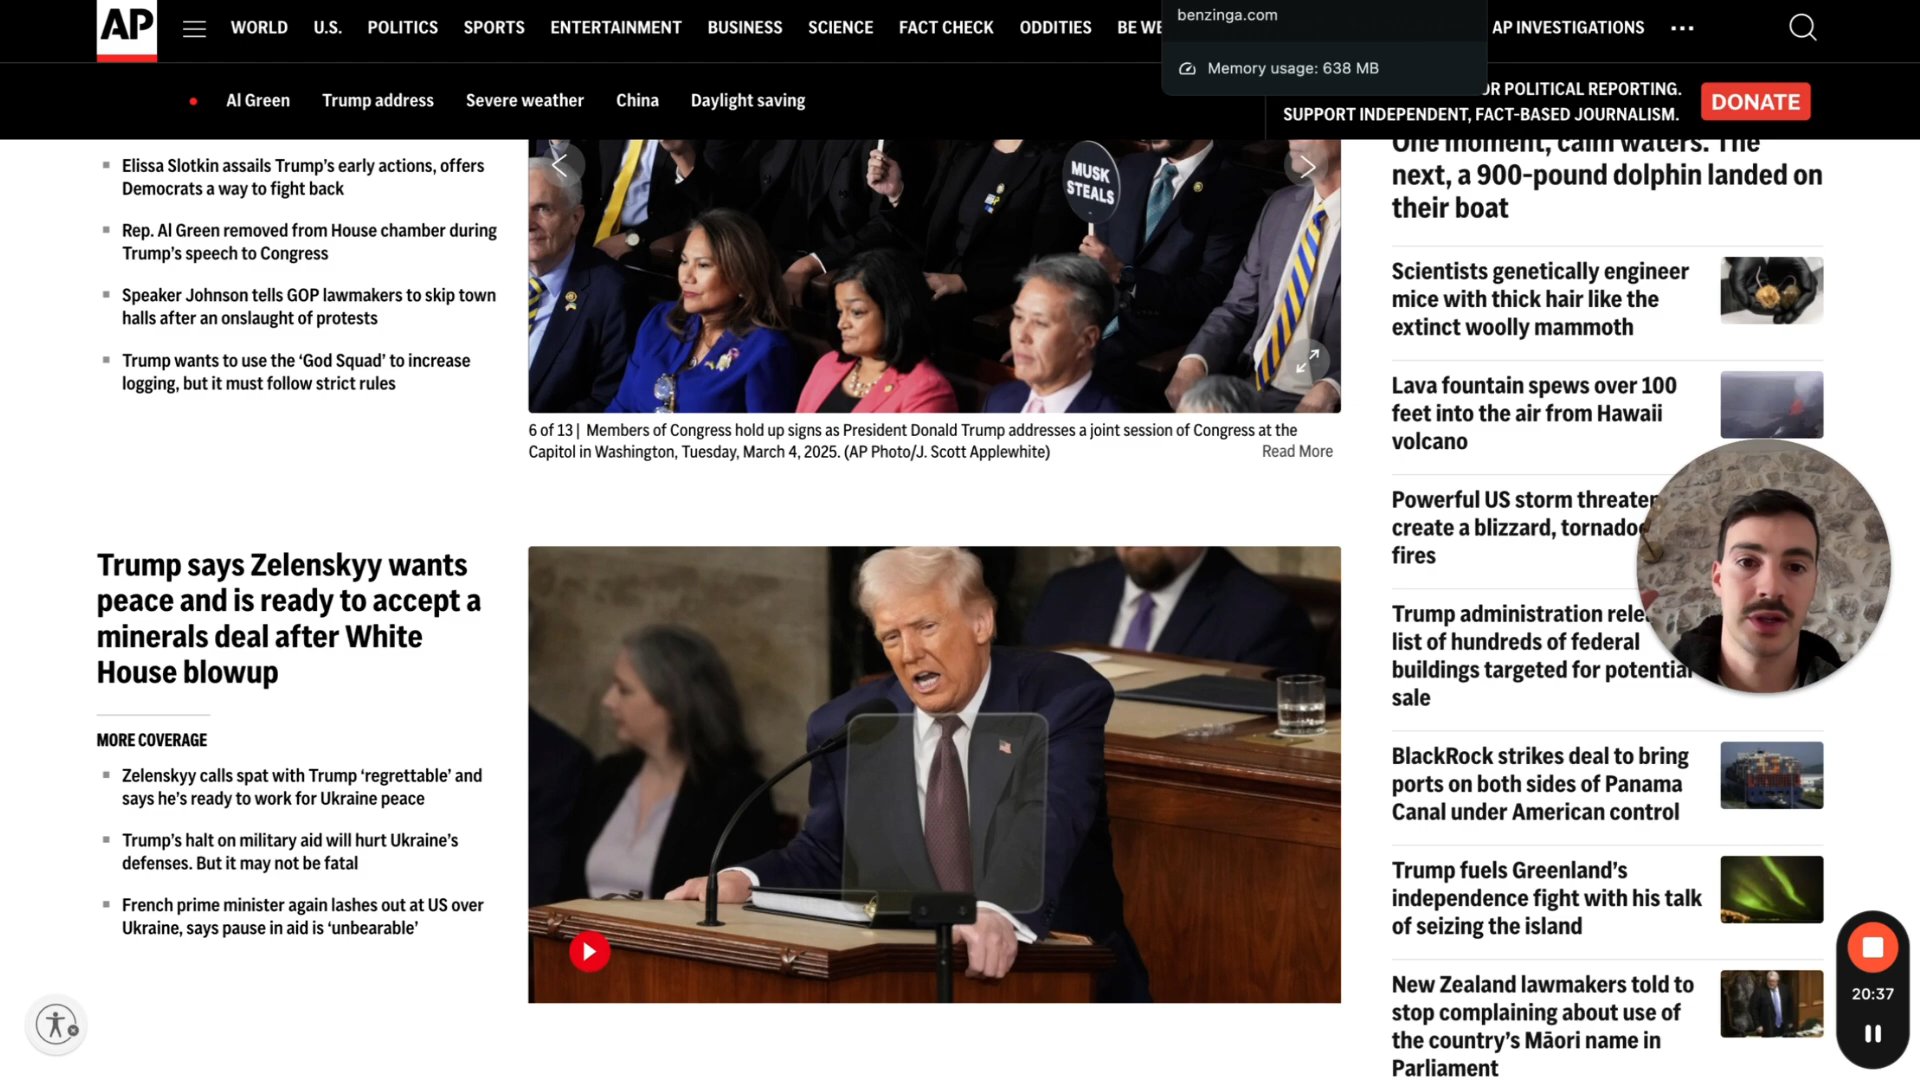 AP
WORLD U.S. POLITICS SPORTS ENTERTAINMENT BUSINESS SCIENCE FACT CHECK ODDITIES BE WE
benzinga.com
Memory usage: 638 MB
AP INVESTIGATIONS
Al Green Trump address Severe weather China Daylight saving
OR POLITICAL REPORTING.
SUPPORT INDEPENDENT, FACT-BASED JOURNALISM.
DONATE
Elissa Slotkin assails Trump’s early actions, offers
Democrats a way to fight back
Rep. Al Green removed from House chamber during
Trump’s speech to Congress
Speaker Johnson tells GOP lawmakers to skip town
halls after an onslaught of protests
Trump wants to use the ‘God Squad’ to increase
logging, but it must follow strict rules
MUSK
STEALS
6 of 13 | Members of Congress hold up signs as President Donald Trump addresses a joint session of Congress at the
Capitol in Washington, Tuesday, March 4, 2025. (AP Photo/J. Scott Applewhite)
Read More
Trump says Zelenskyy wants
peace and is ready to accept a
minerals deal after White
House blowup
MORE COVERAGE
Zelenskyy calls spat with Trump ‘regrettable’ and
says he’s ready to work for Ukraine peace
Trump’s halt on military aid will hurt Ukraine’s
defenses. But it may not be fatal
French prime minister again lashes out at US over
Ukraine, says pause in aid is ‘unbearable’
One moment, calm waters. The
next, a 900-pound dolphin landed on
their boat
Scientists genetically engineer
mice with thick hair like the
extinct woolly mammoth
Lava fountain spews over 100
feet into the air from Hawaii
volcano
Powerful US storm threaten
create a blizzard, tornadoe
fires
Trump administration rele
list of hundreds of federal
buildings targeted for potential
sale
BlackRock strikes deal to bring
ports on both sides of Panama
Canal under American control
Trump fuels Greenland’s
independence fight with his talk
of seizing the island
New Zealand lawmakers told to
stop complaining about use of
the country’s Māori name in
Parliament
20:37